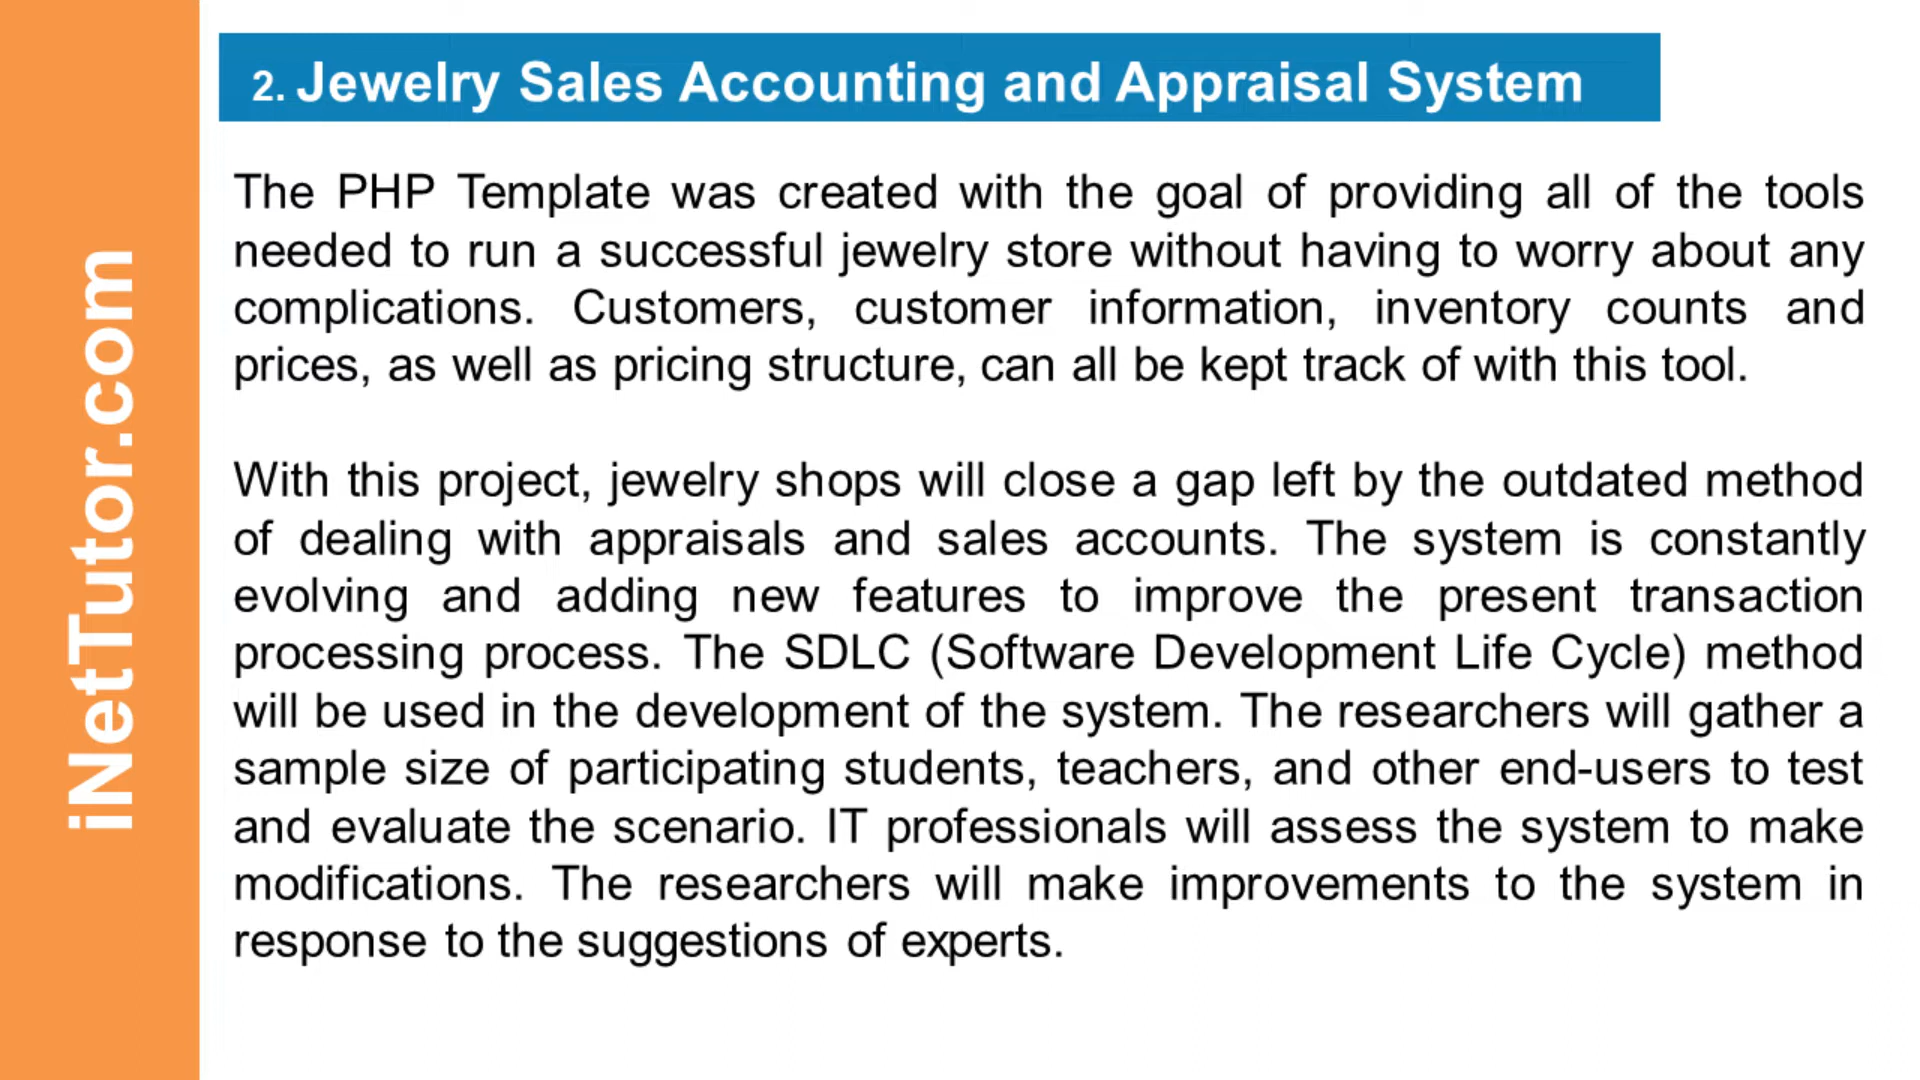 iNetTutor.com
2. Jewelry Sales Accounting and Appraisal System
The PHP Template was created with the goal of providing all of the tools
needed to run a successful jewelry store without having to worry about any
complications. Customers, customer information, inventory counts and
prices, as well as pricing structure, can all be kept track of with this tool.
With this project, jewelry shops will close a gap left by the outdated method
of dealing with appraisals and sales accounts. The system is constantly
evolving and adding new features to improve the present transaction
processing process. The SDLC (Software Development Life Cycle) method
will be used in the development of the system. The researchers will gather a
sample size of participating students, teachers, and other end-users to test
and evaluate the scenario. IT professionals will assess the system to make
modifications. The researchers will make improvements to the system in
response to the suggestions of experts.